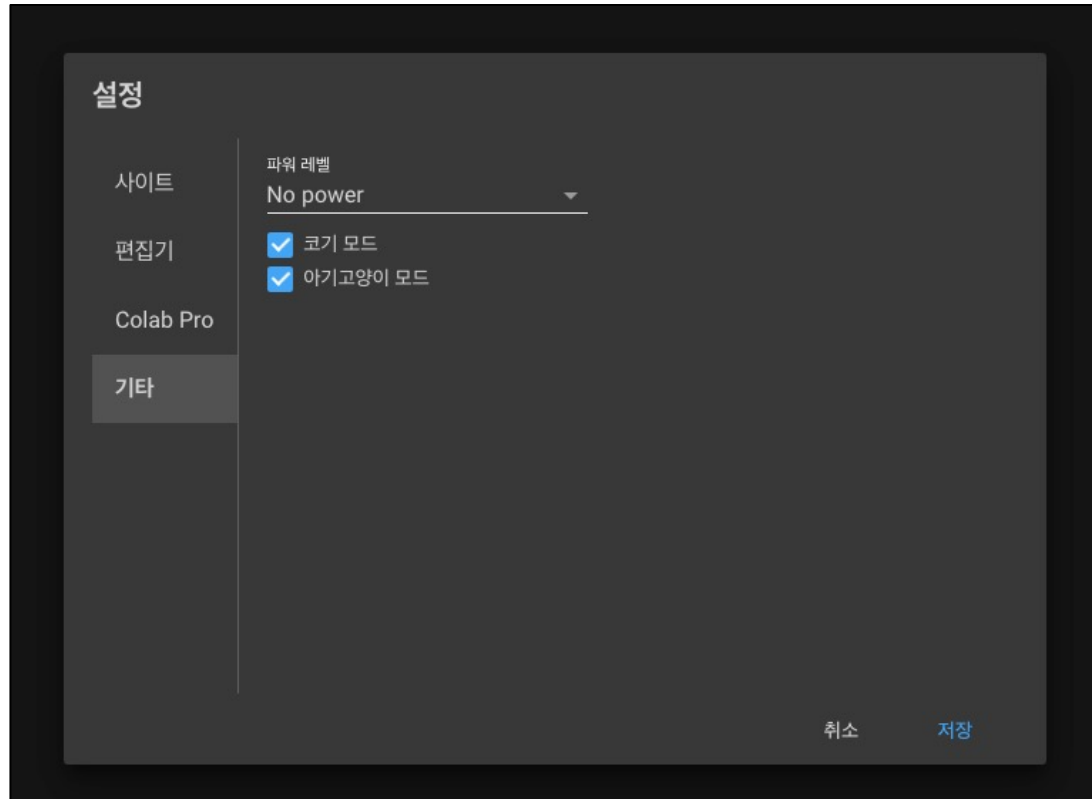 설정
사이트
편집기
Colab Pro
기타
파워 레벨
No power
코기 모드
아기고양이 모드
취소
저장